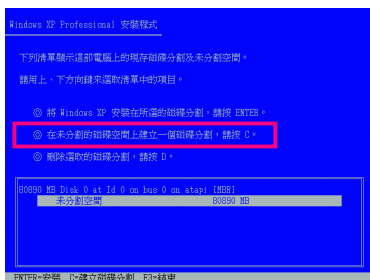 Windows XP Professional 安裝程式
下列清單顯示這部電腦上的現存磁碟分割及未分割空間。
請用上、下方向鍵來選取清單中的項目。
◎ 將 Windows XP 安裝在所選的磁碟分割，請按 ENTER。
◎ 在未分割的磁碟空間上建立一個磁碟分割，請按 C。
◎ 刪除選取的磁碟分割，請按 D。
80890 MB Disk 0 at Id 0 on bus 0 on atapi [MBR]
未分割空間 80890 MB
ENTER=安裝 C=建立磁碟分割 F3=結束